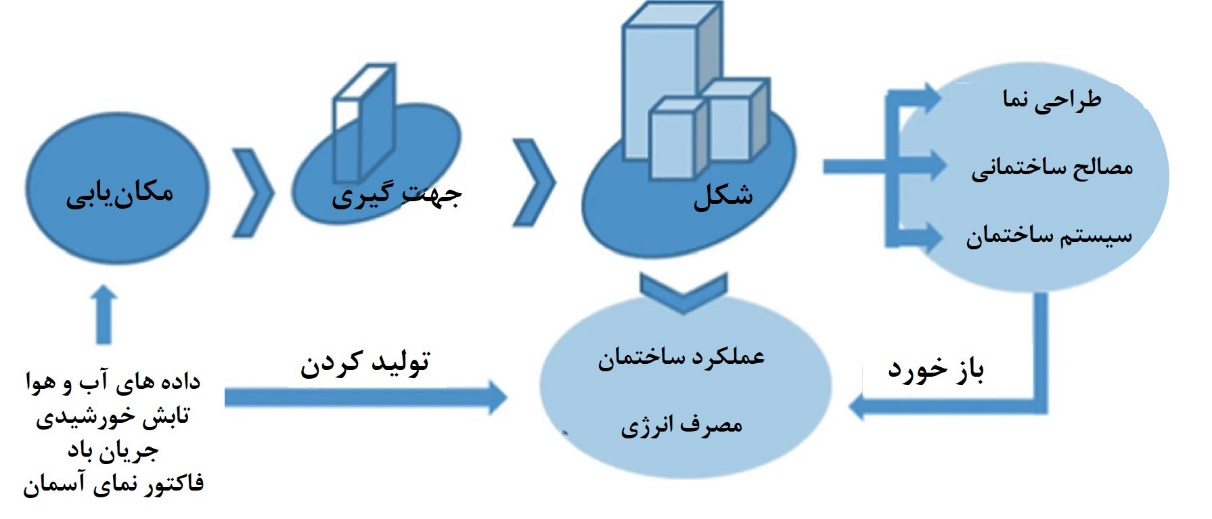 مکان‌یابی
جهت گیری
شکل
طراحی نما
مصالح ساختمانی
سیستم ساختمان
داده های آب و هوا
تابش خورشیدی
جریان باد
فاکتور نمای آسمان
تولید کردن
عملکرد ساختمان
مصرف انرژی
باز خورد